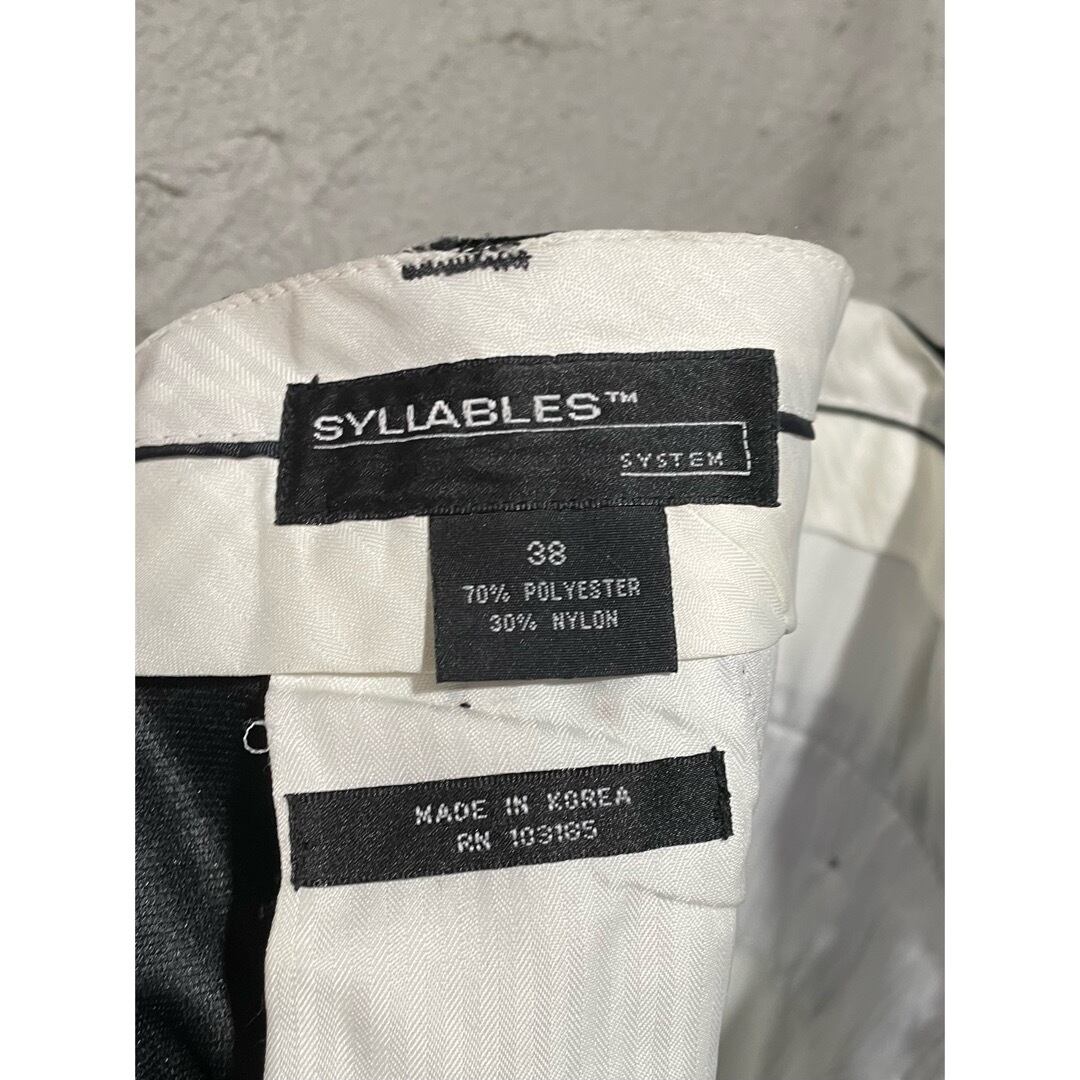 SYLLABLES™
SYSTEM
38
70% POLYESTER
30% NYLON
MADE IN KOREA
RN 103185